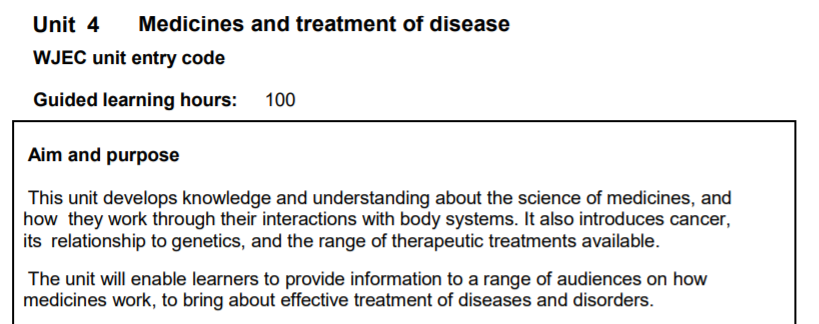 Unit 4 Medicines and treatment of disease
WJEC unit entry code
Guided learning hours: 100
Aim and purpose
This unit develops knowledge and understanding about the science of medicines, and
how they work through their interactions with body systems. It also introduces cancer,
its relationship to genetics, and the range of therapeutic treatments available.
The unit will enable learners to provide information to a range of audiences on how
medicines work, to bring about effective treatment of diseases and disorders.